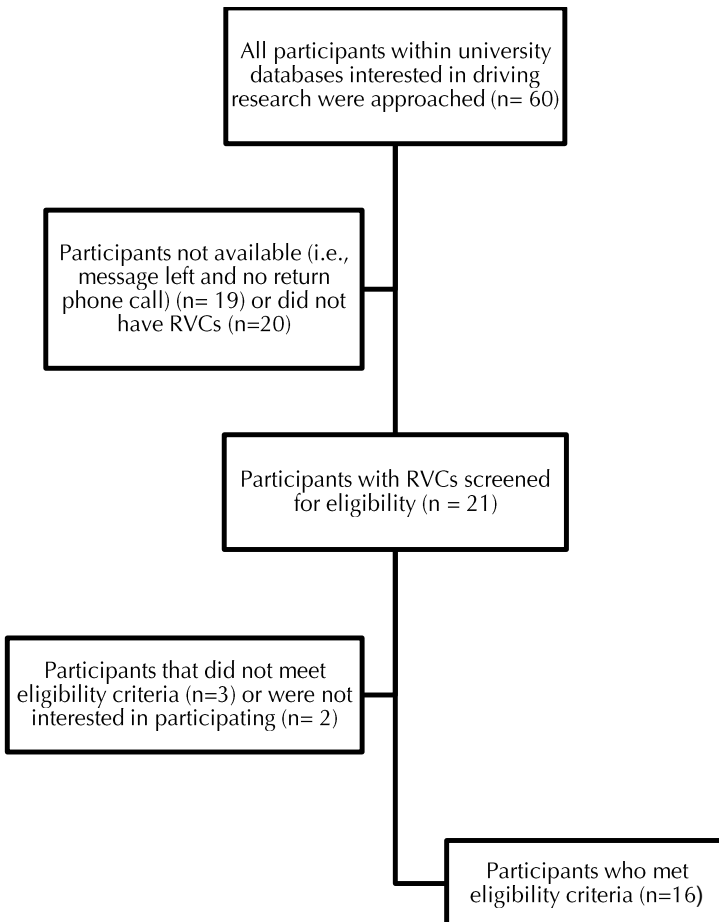 All participants within university
databases interested in driving
research were approached (n= 60)
Participants not available (i.e.,
message left and no return
phone call) (n= 19) or did not
have RVCs (n=20)
Participants with RVCs screened
for eligibility (n = 21)
Participants that did not meet
eligibility criteria (n=3) or were not
interested in participating (n= 2)
Participants who met
eligibility criteria (n=16)